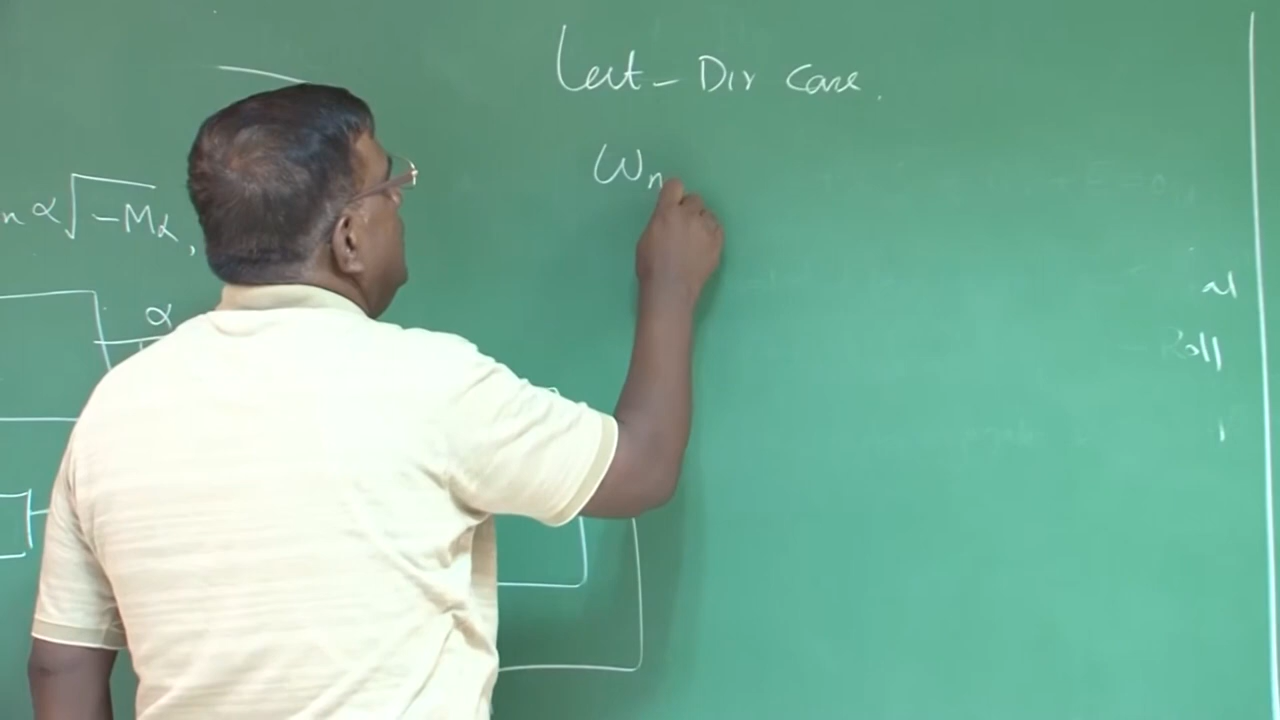 Lat - Dir Case.
ωn
n α √-Mα,
α
Roll